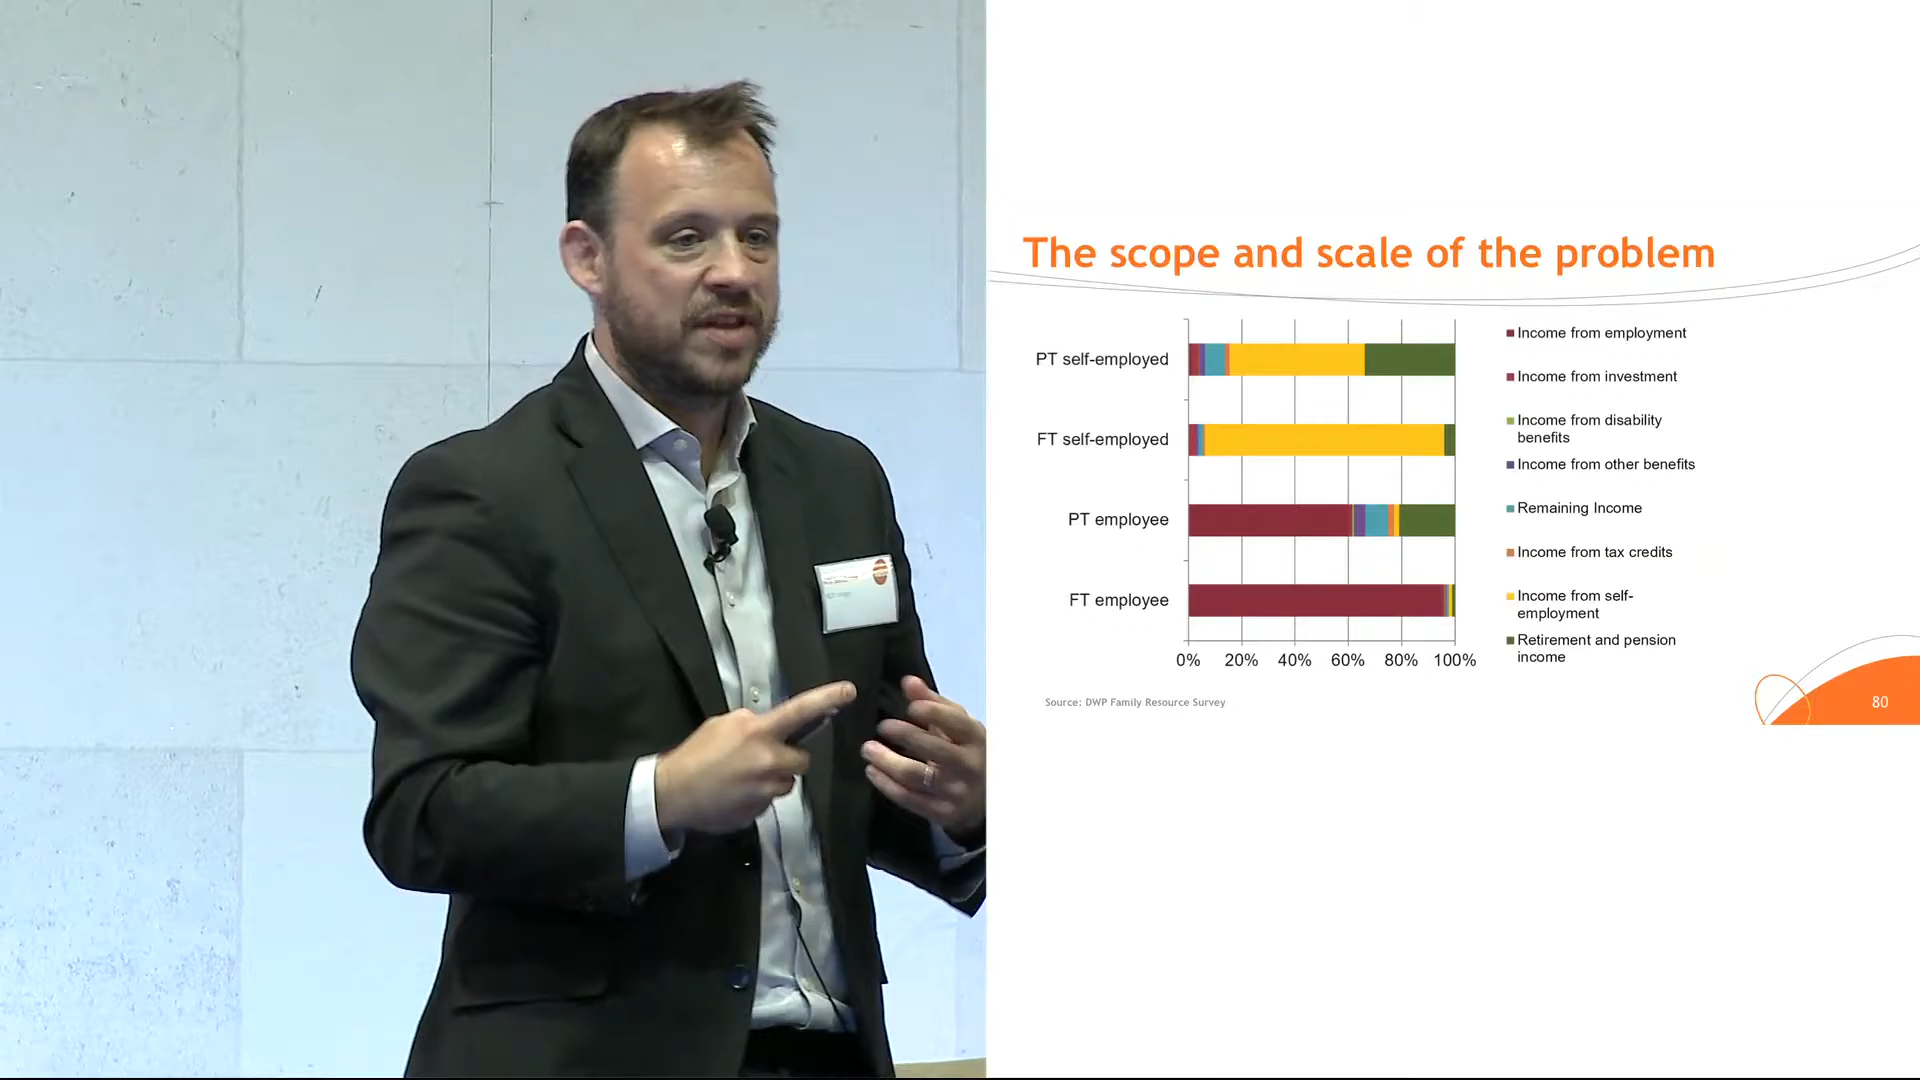 The scope and scale of the problem
PT self-employed
FT self-employed
PT employee
FT employee
0% 20% 40% 60% 80% 100%
Income from employment
Income from investment
Income from disability
benefits
Income from other benefits
Remaining Income
Income from tax credits
Income from self-
employment
Retirement and pension
income
Source: DWP Family Resource Survey
80